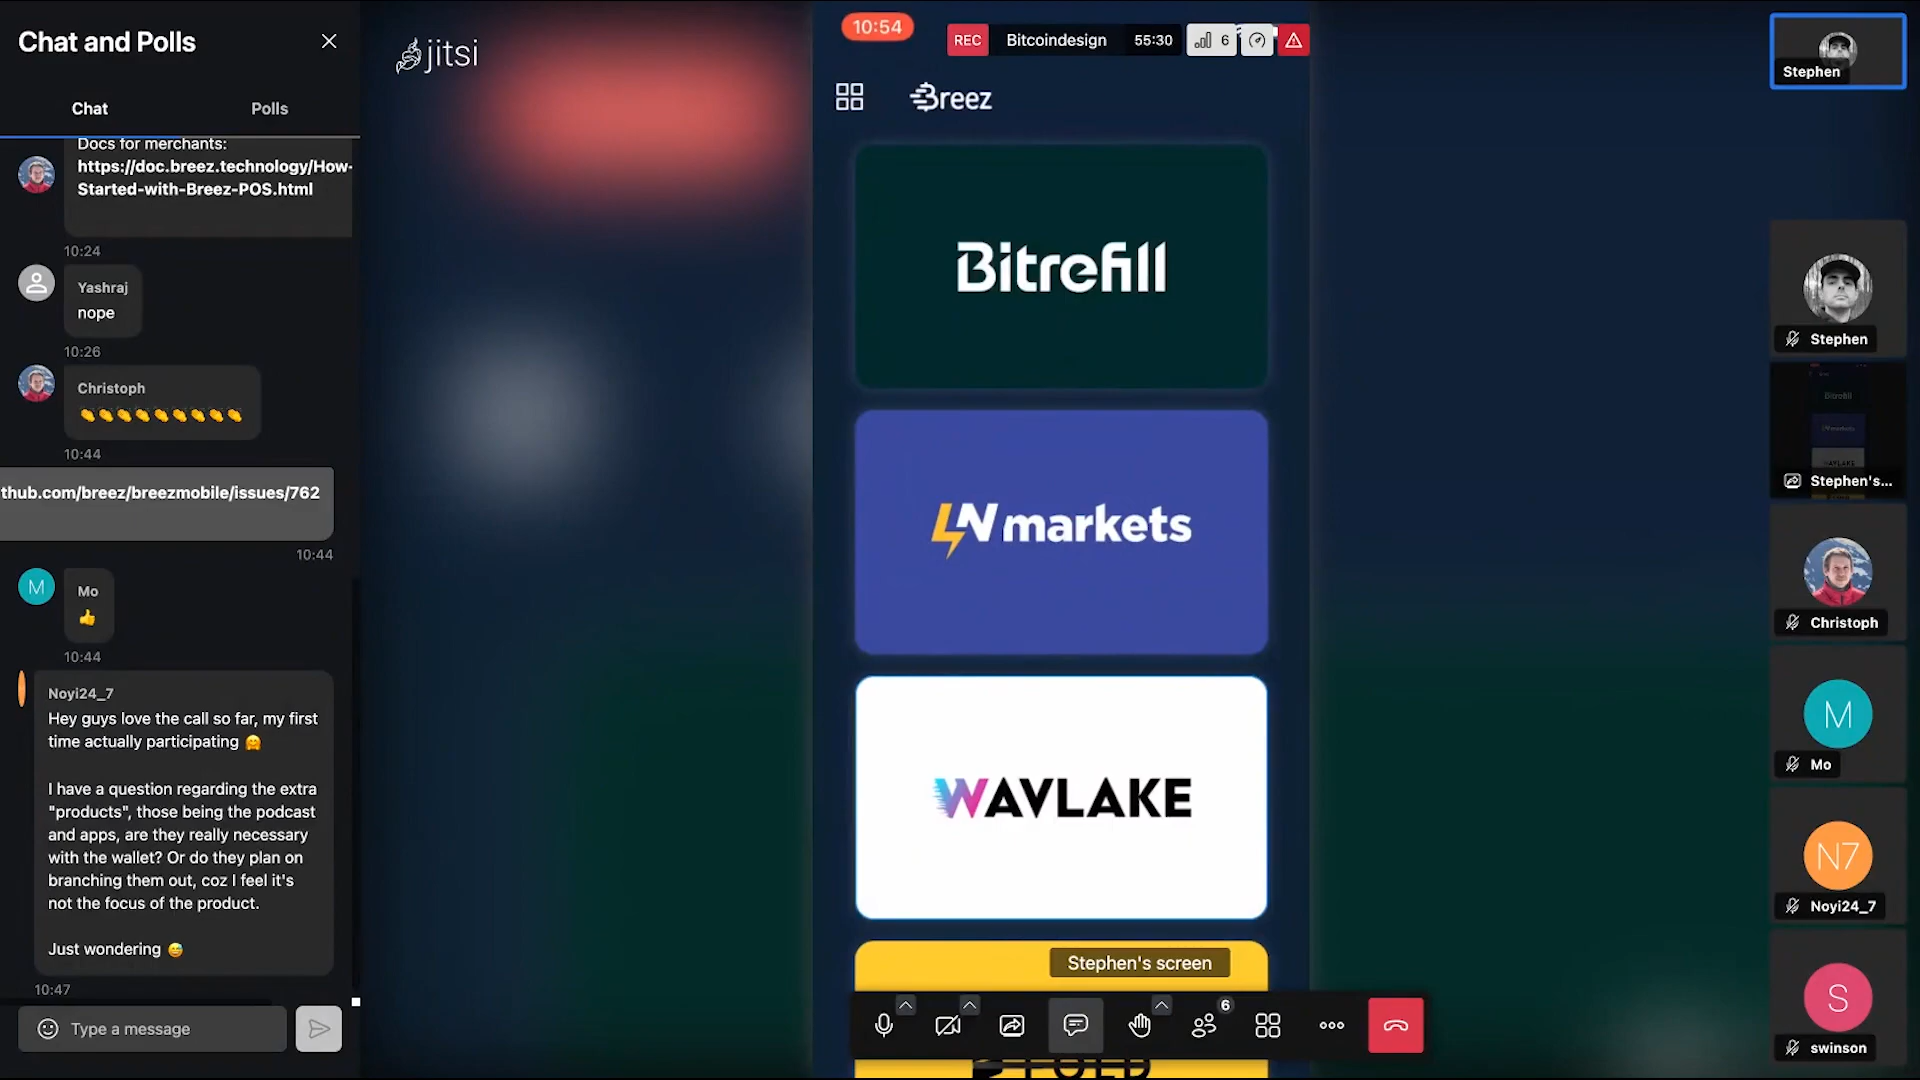 Chat and Polls
Chat
Polls
Docs for merchants:
https://doc.breez.technology/How-
Started-with-Breez-POS.html
10:24
Yashraj
nope
10:26
Christoph
10:44
thub.com/breez/breezmobile/issues/762
10:44
M
Mo
10:44
Noyi24_7
Hey guys love the call so far, my first
time actually participating
I have a question regarding the extra
"products", those being the podcast
and apps, are they really necessary
with the wallet? Or do they plan on
branching them out, coz I feel it's
not the focus of the product.
Just wondering
10:47
Type a message
jitsi
10:54
REC
Bitcoindesign
55:30
6
Breez
Bitrefill
LN markets
WAVLAKE
Stephen's screen
6
FOLD
Stephen
Stephen
Bitrefill
LN markets
WAVLAKE
Stephen's...
Christoph
M
Mo
N7
Noyi24_7
S
swinson